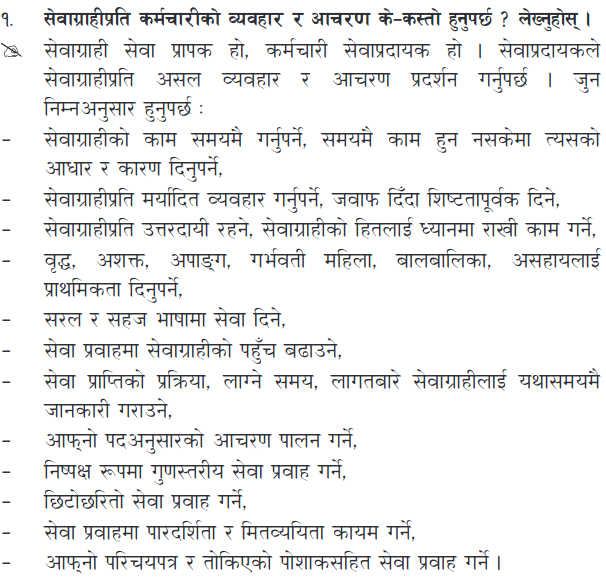 १. सेवाग्राहीप्रति कर्मचारीको व्यवहार र आचरण के-कस्तो हुनुपर्छ ? लेख्नुहोस् ।
सेवाग्राही सेवा प्रापक हो, कर्मचारी सेवाप्रदायक हो । सेवाप्रदायकले
सेवाग्राहीप्रति असल व्यवहार र आचरण प्रदर्शन गर्नुपर्छ । जुन
निम्नअनुसार हुनुपर्छ :
- सेवाग्राहीको काम समयमै गर्नुपर्ने, समयमै काम हुन नसकेमा त्यसको
आधार र कारण दिनुपर्ने,
- सेवाग्राहीप्रति मर्यादित व्यवहार गर्नुपर्ने, जवाफ दिँदा शिष्टतापूर्वक दिने,
- सेवाग्राहीप्रति उत्तरदायी रहने, सेवाग्राहीको हितलाई ध्यानमा राखी काम गर्ने,
- वृद्ध, अशक्त, अपाङ्ग, गर्भवती महिला, बालबालिका, असहायलाई
प्राथमिकता दिनुपर्ने,
- सरल र सहज भाषामा सेवा दिने,
- सेवा प्रवाहमा सेवाग्राहीको पहुँच बढाउने,
- सेवा प्राप्तिको प्रक्रिया, लाग्ने समय, लागतबारे सेवाग्राहीलाई यथासमयमै
जानकारी गराउने,
- आफ्नो पदअनुसारको आचरण पालन गर्ने,
- निष्पक्ष रूपमा गुणस्तरीय सेवा प्रवाह गर्ने,
- छिटोछरितो सेवा प्रवाह गर्ने,
- सेवा प्रवाहमा पारदर्शिता र मितव्ययिता कायम गर्ने,
- आफ्नो परिचयपत्र र तोकिएको पोशाकसहित सेवा प्रवाह गर्ने ।